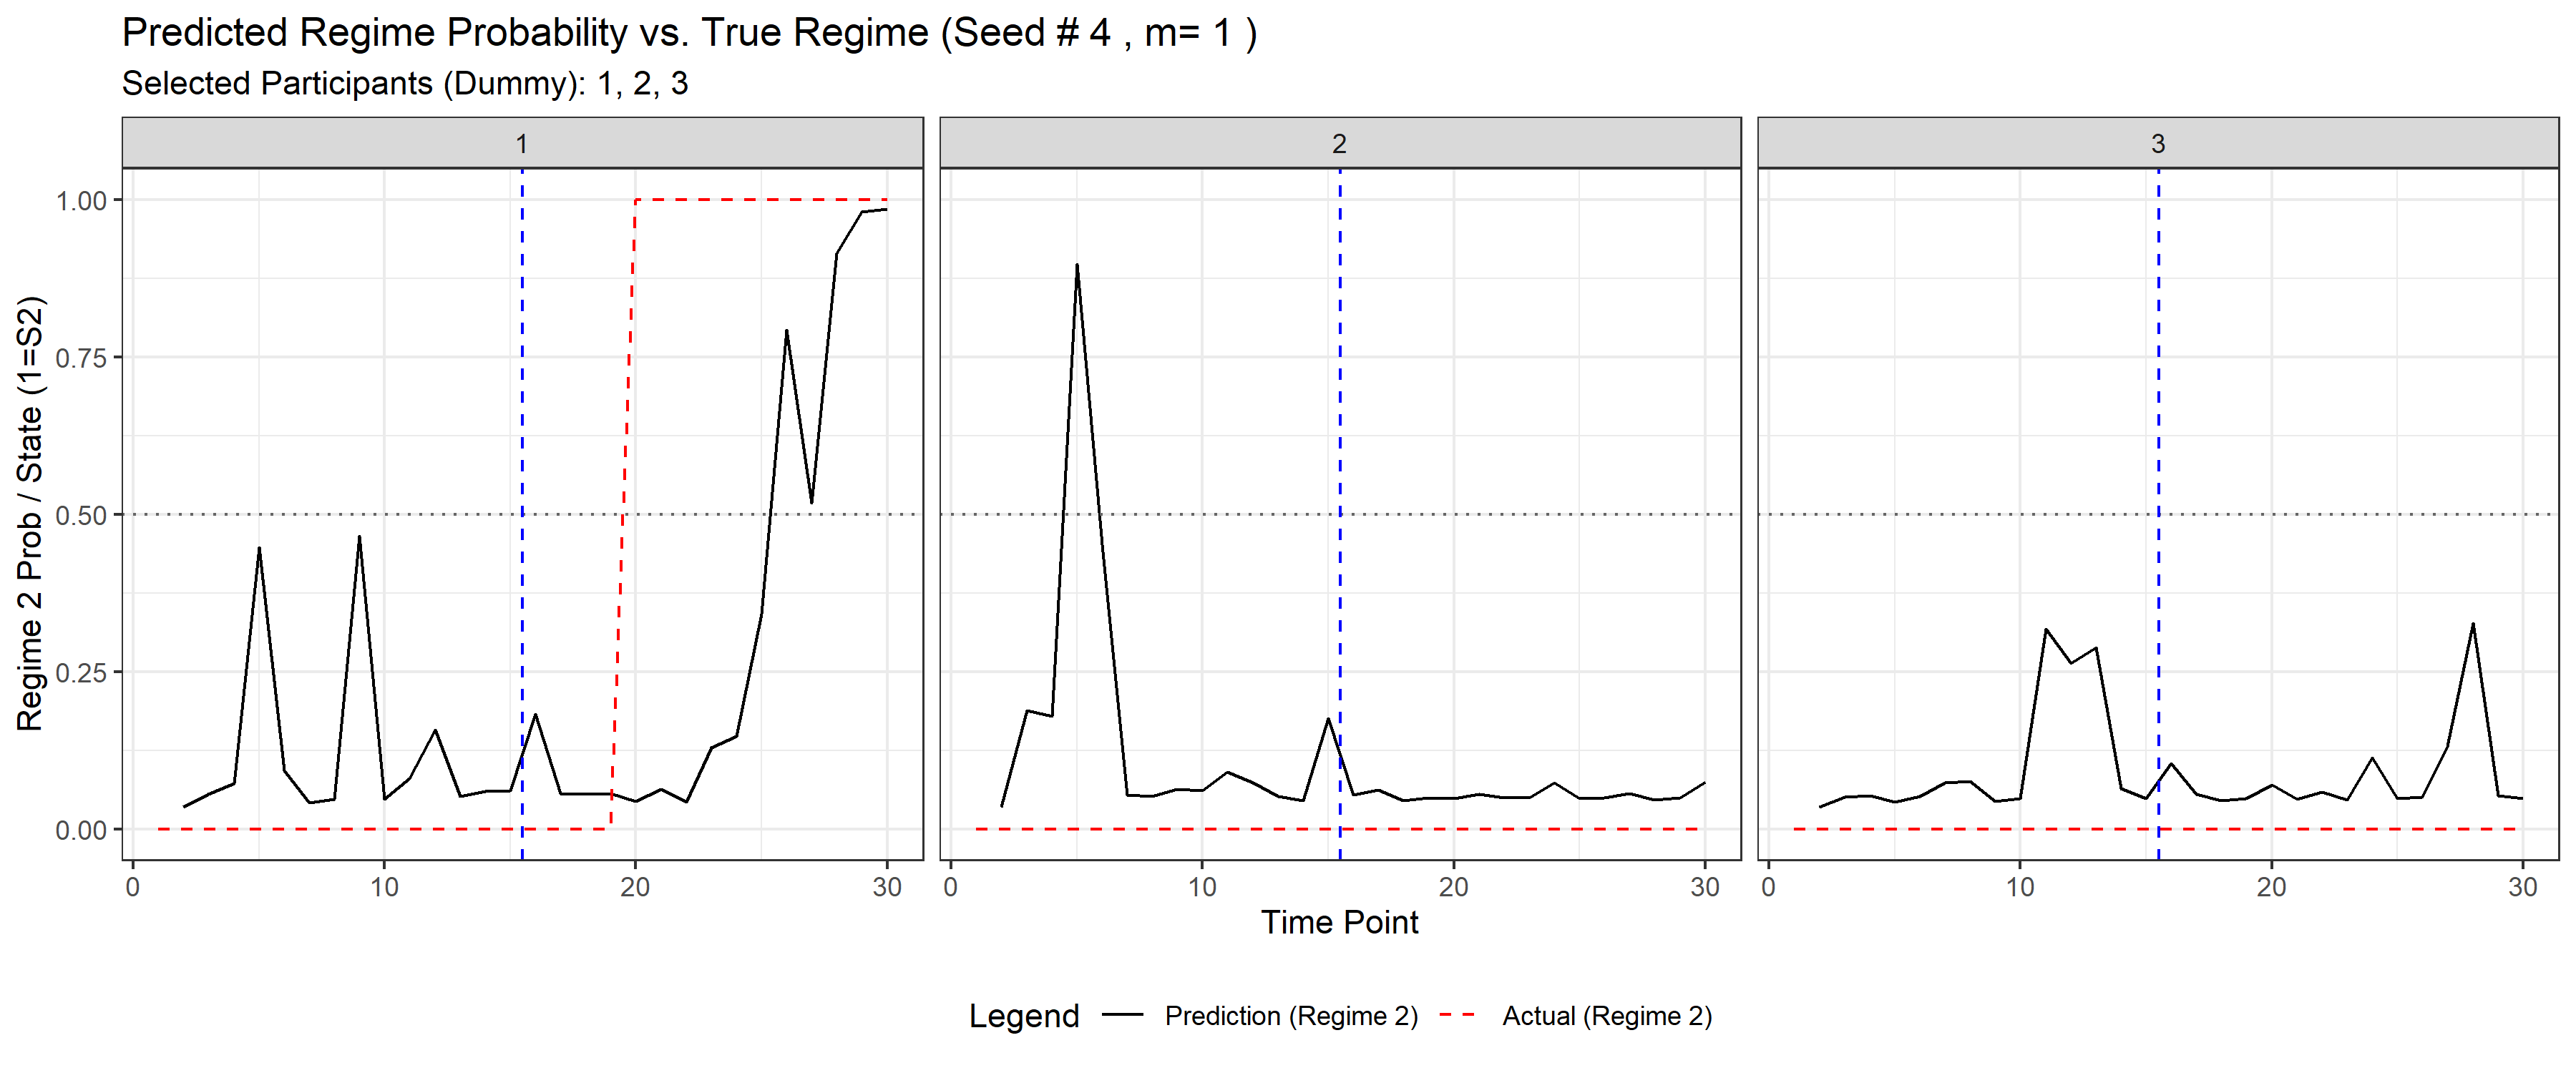 Predicted Regime Probability vs. True Regime (Seed # 4 , m= 1 )
Selected Participants (Dummy): 1, 2, 3
1
2
3
Regime 2 Prob / State (1=S2)
1.00
0.75
0.50
0.25
0.00
0 10 20 30
0 10 20 30
0 10 20 30
Time Point
Legend Prediction (Regime 2) Actual (Regime 2)